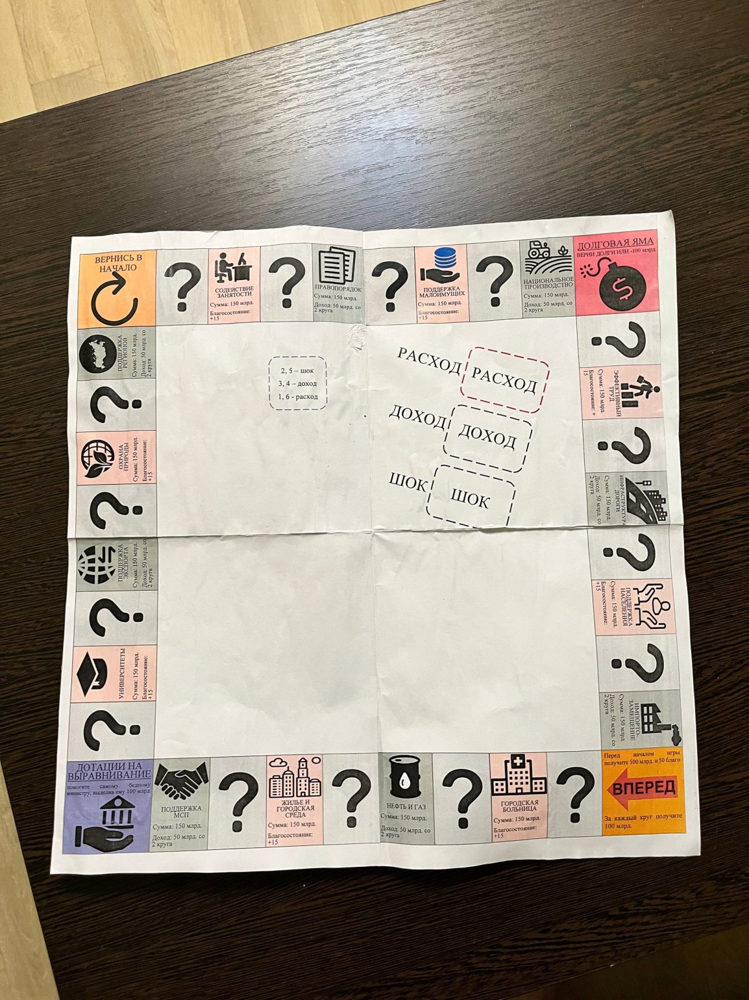 ВЕРНИСЬ В
НАЧАЛО
?
СОДЕЙСТВИЕ
ЗАНЯТОСТИ
Сумма: 150 млрд.
Благосостояние:
+15
?
ПРАВОПОРЯДОК
Сумма: 150 млрд.
Доход: 50 млрд. со
2 круга
?
ПОДДЕРЖКА
МАЛОИМУЩИХ
Сумма: 150 млрд.
Благосостояние:
+15
?
НАЦИОНАЛЬНОЕ
ПРОИЗВОДСТВО
Сумма: 150 млрд.
Доход: 50 млрд. со
2 круга
ДОЛГОВАЯ ЯМА
ВЕРНИ ДОЛГИ ИЛИ -100 млрд
$
?
ЭФФЕКТИВНЫЙ
ТРУД
Сумма: 150 млрд.
Благосостояние: +
15
?
ИНФРАСТРУКТУРА
ДОРОГИ
Сумма: 150 млрд.
Доход: 50 млрд. со
2 круга
?
ПОДДЕРЖКА
НАСЕЛЕНИЯ
Сумма: 150 млрд.
Благосостояние:
+15
?
ИМПОРТО-
ЗАМЕЩЕНИЕ
Сумма: 150 млрд.
Доход: 50 млрд. со
2 круга
Перед началом игры
получите 500 млрд. и 50 благо
ВПЕРЕД
За каждый круг получите
100 млрд.
?
ГОРОДСКАЯ
БОЛЬНИЦА
Сумма: 150 млрд.
Благосостояние:
+15
?
НЕФТЬ И ГАЗ
Сумма: 150 млрд.
Доход: 50 млрд. со
2 круга
?
ЖИЛЬЕ И
ГОРОДСКАЯ
СРЕДА
Сумма: 150 млрд.
Благосостояние:
+15
?
ПОДДЕРЖКА
МСП
Сумма: 150 млрд.
Доход: 50 млрд. со
2 круга
ДОТАЦИИ НА
ВЫРАВНИВАНИЕ
помогите самому бедному
министру, выделив ему 100 млрд
?
УНИВЕРСИТЕТЫ
Сумма: 150 млрд.
Благосостояние:
+15
?
ПОДДЕРЖКА
ЭКСПОРТА
Сумма: 150 млрд.
Доход: 50 млрд. со
2 круга
?
ОХРАНА
ПРИРОДЫ
Сумма: 150 млрд.
Благосостояние:
+15
?
ПОДДЕРЖКА
РЕГИОНОВ
Сумма: 150 млрд.
Доход: 50 млрд. со
2 круга
2, 5 – шок
3, 4 – доход
1, 6 - расход
РАСХОД
РАСХОД
ДОХОД
ДОХОД
ШОК
ШОК